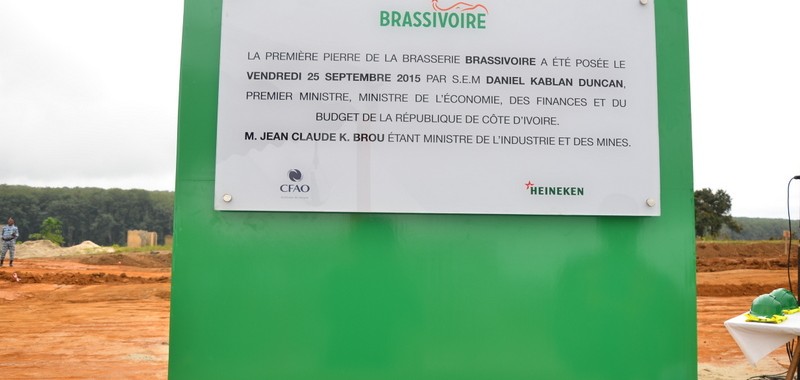 BRASSIVOIRE
LA PREMIÈRE PIERRE DE LA BRASSERIE BRASSIVOIRE A ÉTÉ POSÉE LE
VENDREDI 25 SEPTEMBRE 2015 PAR S.E.M DANIEL KABLAN DUNCAN,
PREMIER MINISTRE, MINISTRE DE L'ÉCONOMIE, DES FINANCES ET DU
BUDGET DE LA RÉPUBLIQUE DE CÔTE D'IVOIRE.
M. JEAN CLAUDE K. BROU ÉTANT MINISTRE DE L'INDUSTRIE ET DES MINES.
CFAO
HEINEKEN